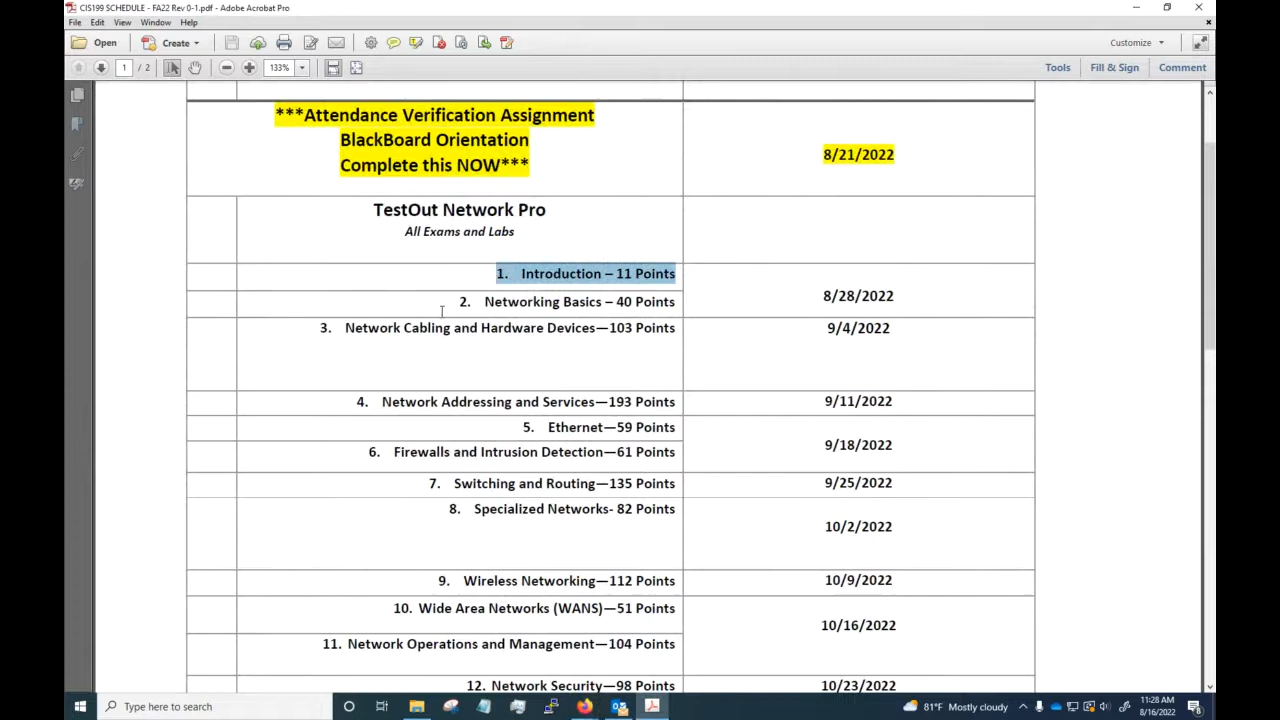 CIS199 SCHEDULE - FA22 Rev 0-1.pdf - Adobe Acrobat Pro
File Edit View Window Help
Open Create Customize
1 / 2 133% Tools Fill & Sign Comment
***Attendance Verification Assignment
BlackBoard Orientation
Complete this NOW***
8/21/2022
TestOut Network Pro
All Exams and Labs
1. Introduction – 11 Points
2. Networking Basics – 40 Points
8/28/2022
3. Network Cabling and Hardware Devices—103 Points 9/4/2022
4. Network Addressing and Services—193 Points 9/11/2022
5. Ethernet—59 Points
6. Firewalls and Intrusion Detection—61 Points
9/18/2022
7. Switching and Routing—135 Points 9/25/2022
8. Specialized Networks- 82 Points
10/2/2022
9. Wireless Networking—112 Points 10/9/2022
10. Wide Area Networks (WANS)—51 Points
11. Network Operations and Management—104 Points
10/16/2022
12. Network Security—98 Points 10/23/2022
Type here to search
81°F Mostly cloudy
11:28 AM
8/16/2022